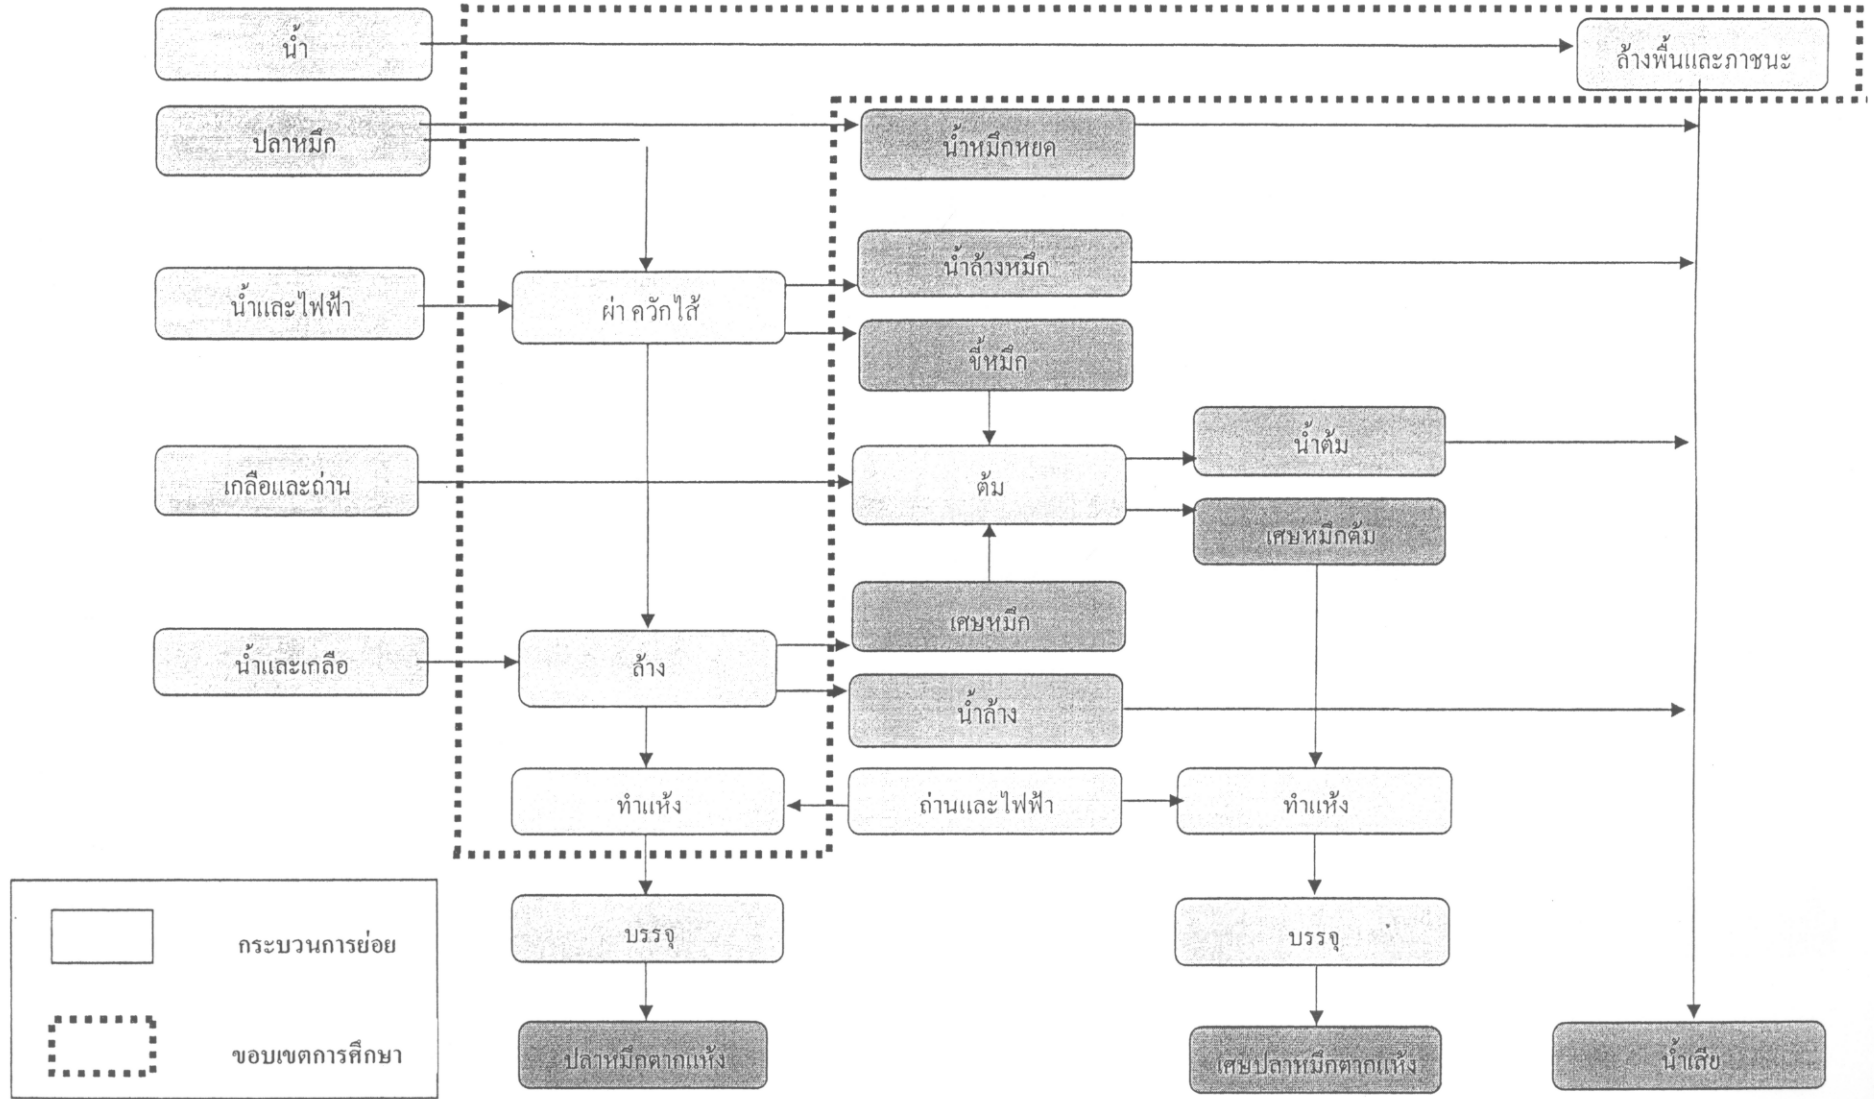 น้ำ
ล้างพื้นและภาชนะ
ปลาหมึก
น้ำหมึกหยด
น้ำล้างหมึก
น้ำและไฟฟ้า
ผ่า ควักไส้
ขี้หมึก
น้ำต้ม
เกลือและถ่าน
ต้ม
เศษหมึกต้ม
เศษหมึก
น้ำและเกลือ
ล้าง
น้ำล้าง
ทำแห้ง
ถ่านและไฟฟ้า
ทำแห้ง
บรรจุ
บรรจุ
กระบวนการย่อย
ขอบเขตการศึกษา
ปลาหมึกตากแห้ง
เศษปลาหมึกตากแห้ง
น้ำเสีย